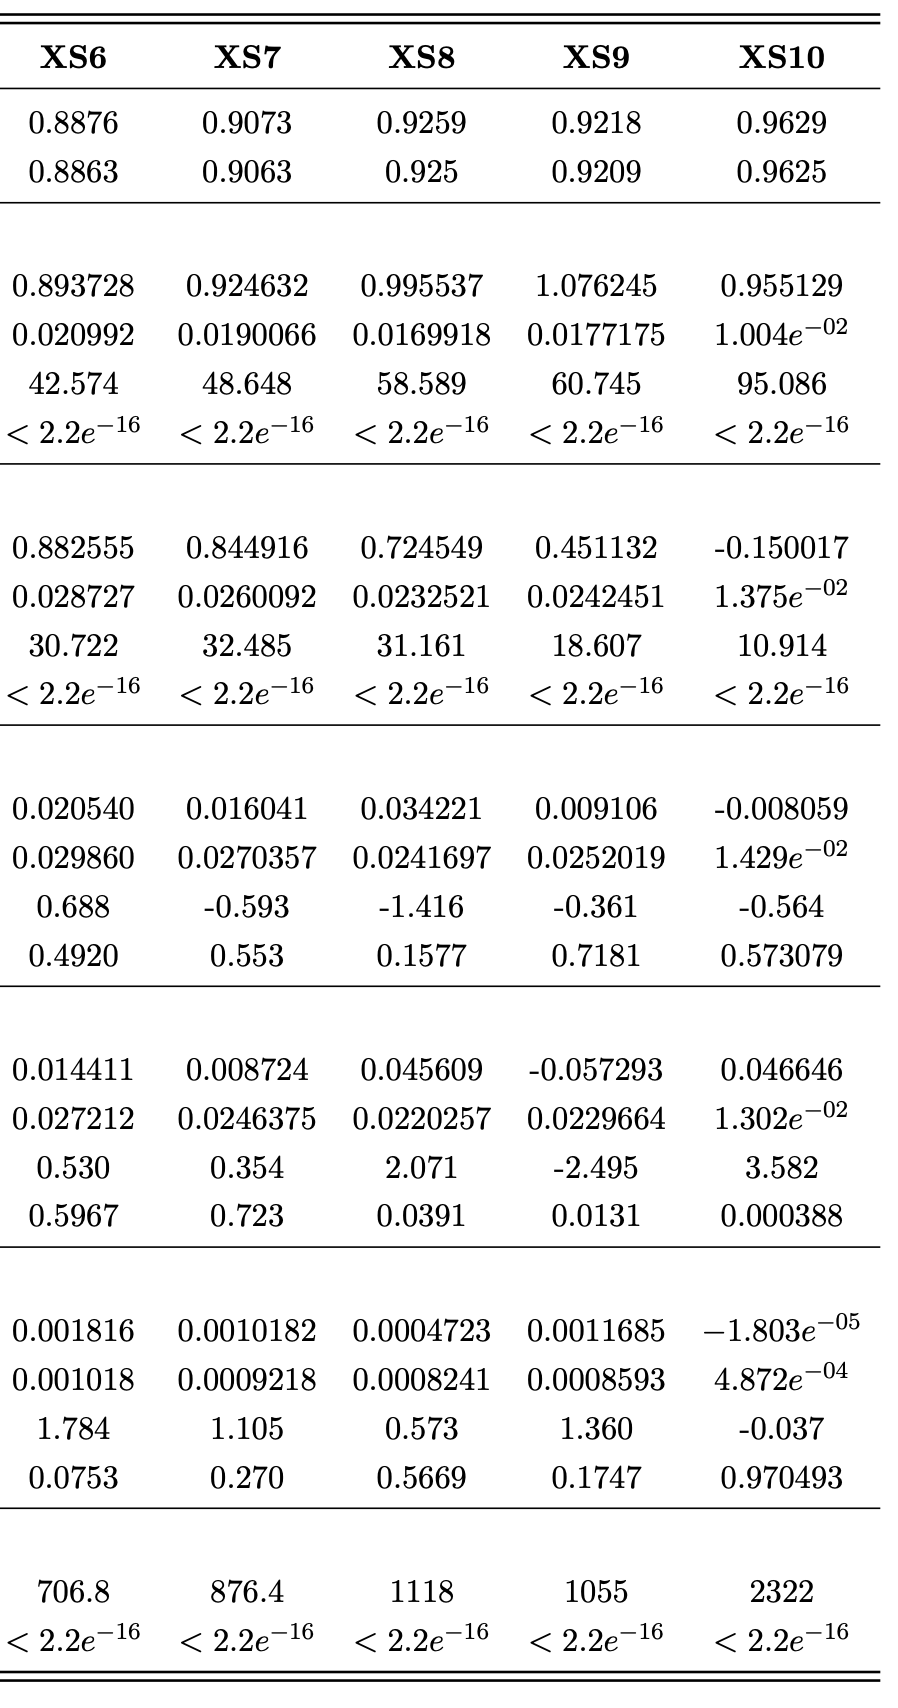 XS6 XS7 XS8 XS9 XS10
0.8876 0.9073 0.9259 0.9218 0.9629
0.8863 0.9063 0.925 0.9209 0.9625
0.893728 0.924632 0.995537 1.076245 0.955129
0.020992 0.0190066 0.0169918 0.0177175 1.004e^{−02}
42.574 48.648 58.589 60.745 95.086
< 2.2e^{−16} < 2.2e^{−16} < 2.2e^{−16} < 2.2e^{−16} < 2.2e^{−16}
0.882555 0.844916 0.724549 0.451132 -0.150017
0.028727 0.0260092 0.0232521 0.0242451 1.375e^{−02}
30.722 32.485 31.161 18.607 10.914
< 2.2e^{−16} < 2.2e^{−16} < 2.2e^{−16} < 2.2e^{−16} < 2.2e^{−16}
0.020540 0.016041 0.034221 0.009106 -0.008059
0.029860 0.0270357 0.0241697 0.0252019 1.429e^{−02}
0.688 -0.593 -1.416 -0.361 -0.564
0.4920 0.553 0.1577 0.7181 0.573079
0.014411 0.008724 0.045609 -0.057293 0.046646
0.027212 0.0246375 0.0220257 0.0229664 1.302e^{−02}
0.530 0.354 2.071 -2.495 3.582
0.5967 0.723 0.0391 0.0131 0.000388
0.001816 0.0010182 0.0004723 0.0011685 −1.803e^{−05}
0.001018 0.0009218 0.0008241 0.0008593 4.872e^{−04}
1.784 1.105 0.573 1.360 -0.037
0.0753 0.270 0.5669 0.1747 0.970493
706.8 876.4 1118 1055 2322
< 2.2e^{−16} < 2.2e^{−16} < 2.2e^{−16} < 2.2e^{−16} < 2.2e^{−16}